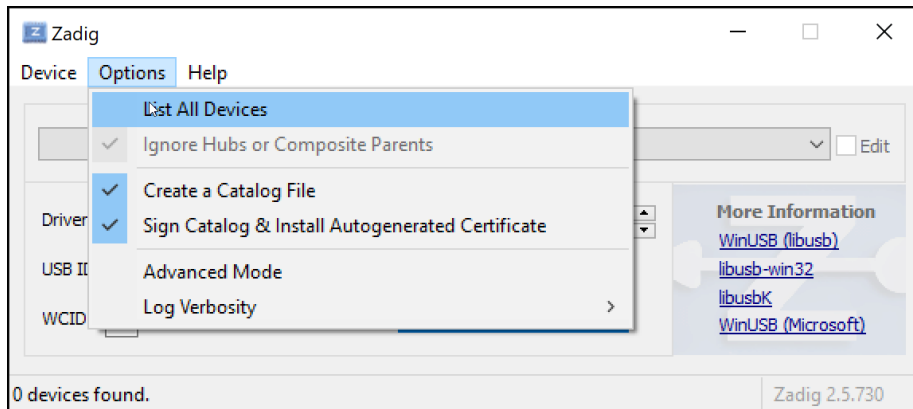 Zadig
Device Options Help
List All Devices
Ignore Hubs or Composite Parents
Edit
Create a Catalog File
Sign Catalog & Install Autogenerated Certificate
Advanced Mode
Log Verbosity
Driver
USB
WCID
More Information
WinUSB (libusb)
libusb-win32
libusbK
WinUSB (Microsoft)
0 devices found.
Zadig 2.5.730